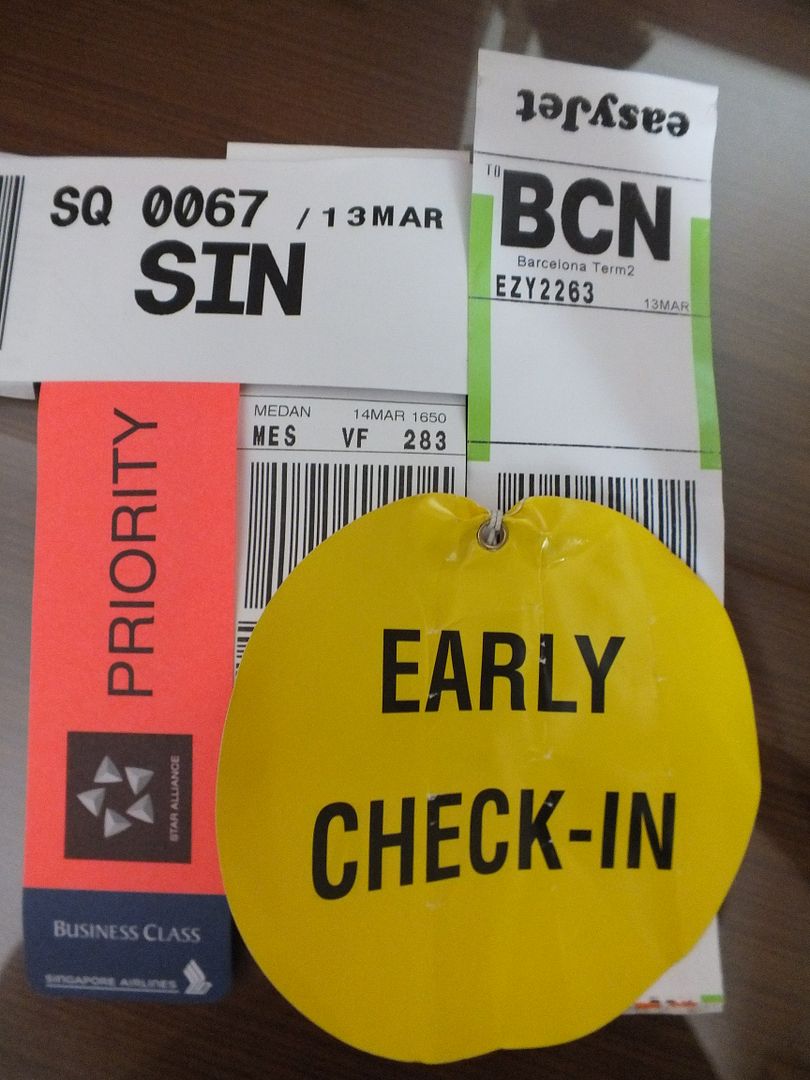 easyJet
TO
BCN
Barcelona Term2
EZY2263
13MAR
SQ 0067 / 13MAR
SIN
MEDAN 14MAR 1650
MES VF 283
PRIORITY
STAR ALLIANCE
BUSINESS CLASS
SINGAPORE AIRLINES
EARLY
CHECK-IN